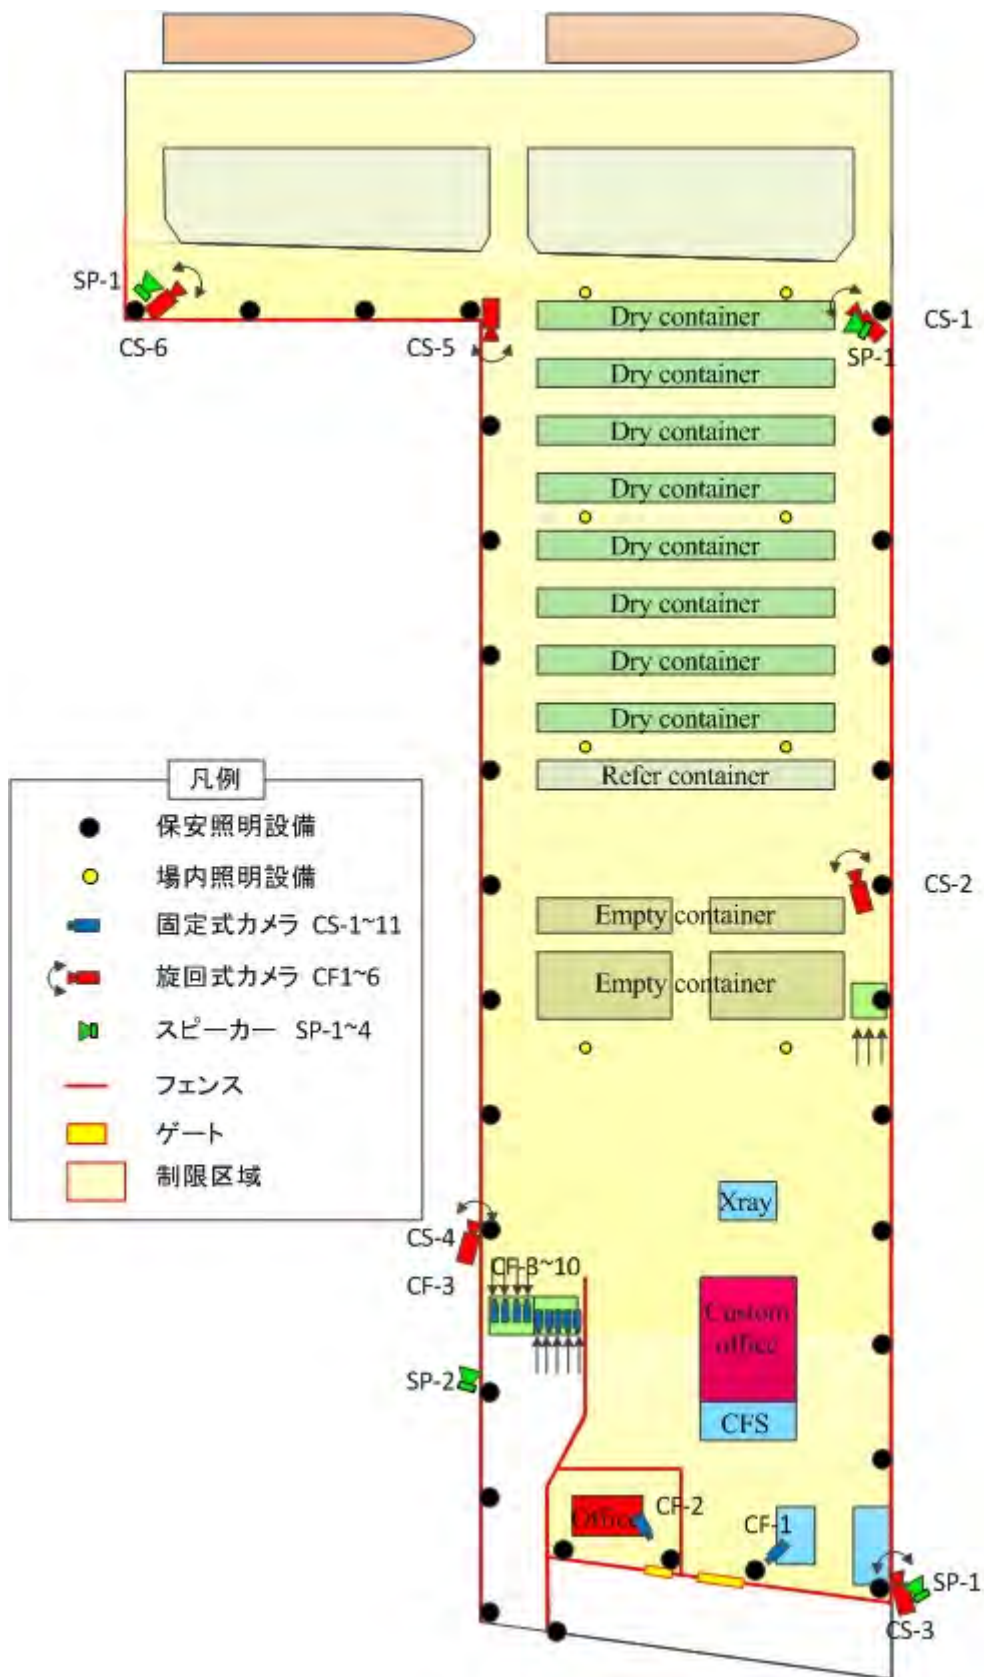 SP-1
CS-6
CS-5
Dry container
CS-1
SP-1
Dry container
Dry container
Dry container
Dry container
Dry container
Dry container
Dry container
Refer container
凡例
保安照明設備
場内照明設備
固定式カメラ CS-1~11
旋回式カメラ CF1~6
スピーカー SP-1~4
フェンス
ゲート
制限区域
CS-2
Empty container
Empty container
Xray
CS-4
CF-3
CF-8~10
Custom
office
SP-2
CFS
Office
CF-2
CF-1
SP-1
CS-3